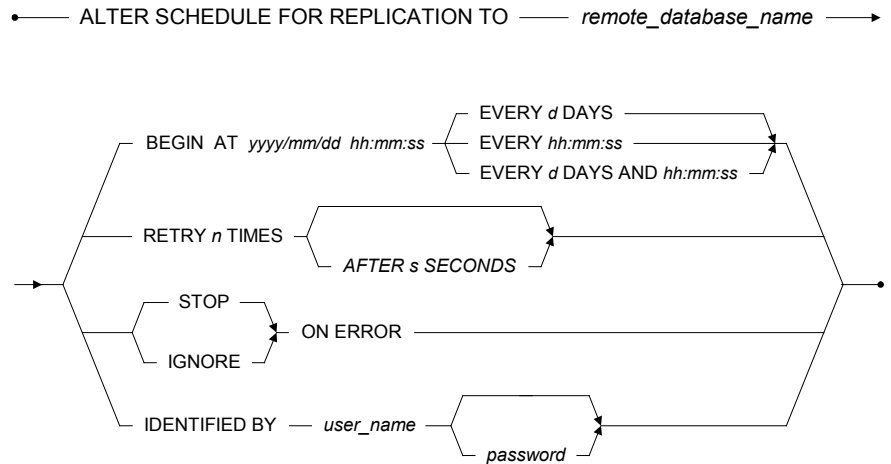 ALTER SCHEDULE FOR REPLICATION TO remote_database_name
EVERY d DAYS
BEGIN AT yyyy/mm/dd hh:mm:ss EVERY hh:mm:ss
EVERY d DAYS AND hh:mm:ss
RETRY n TIMES
AFTER s SECONDS
STOP
ON ERROR
IGNORE
IDENTIFIED BY user_name
password